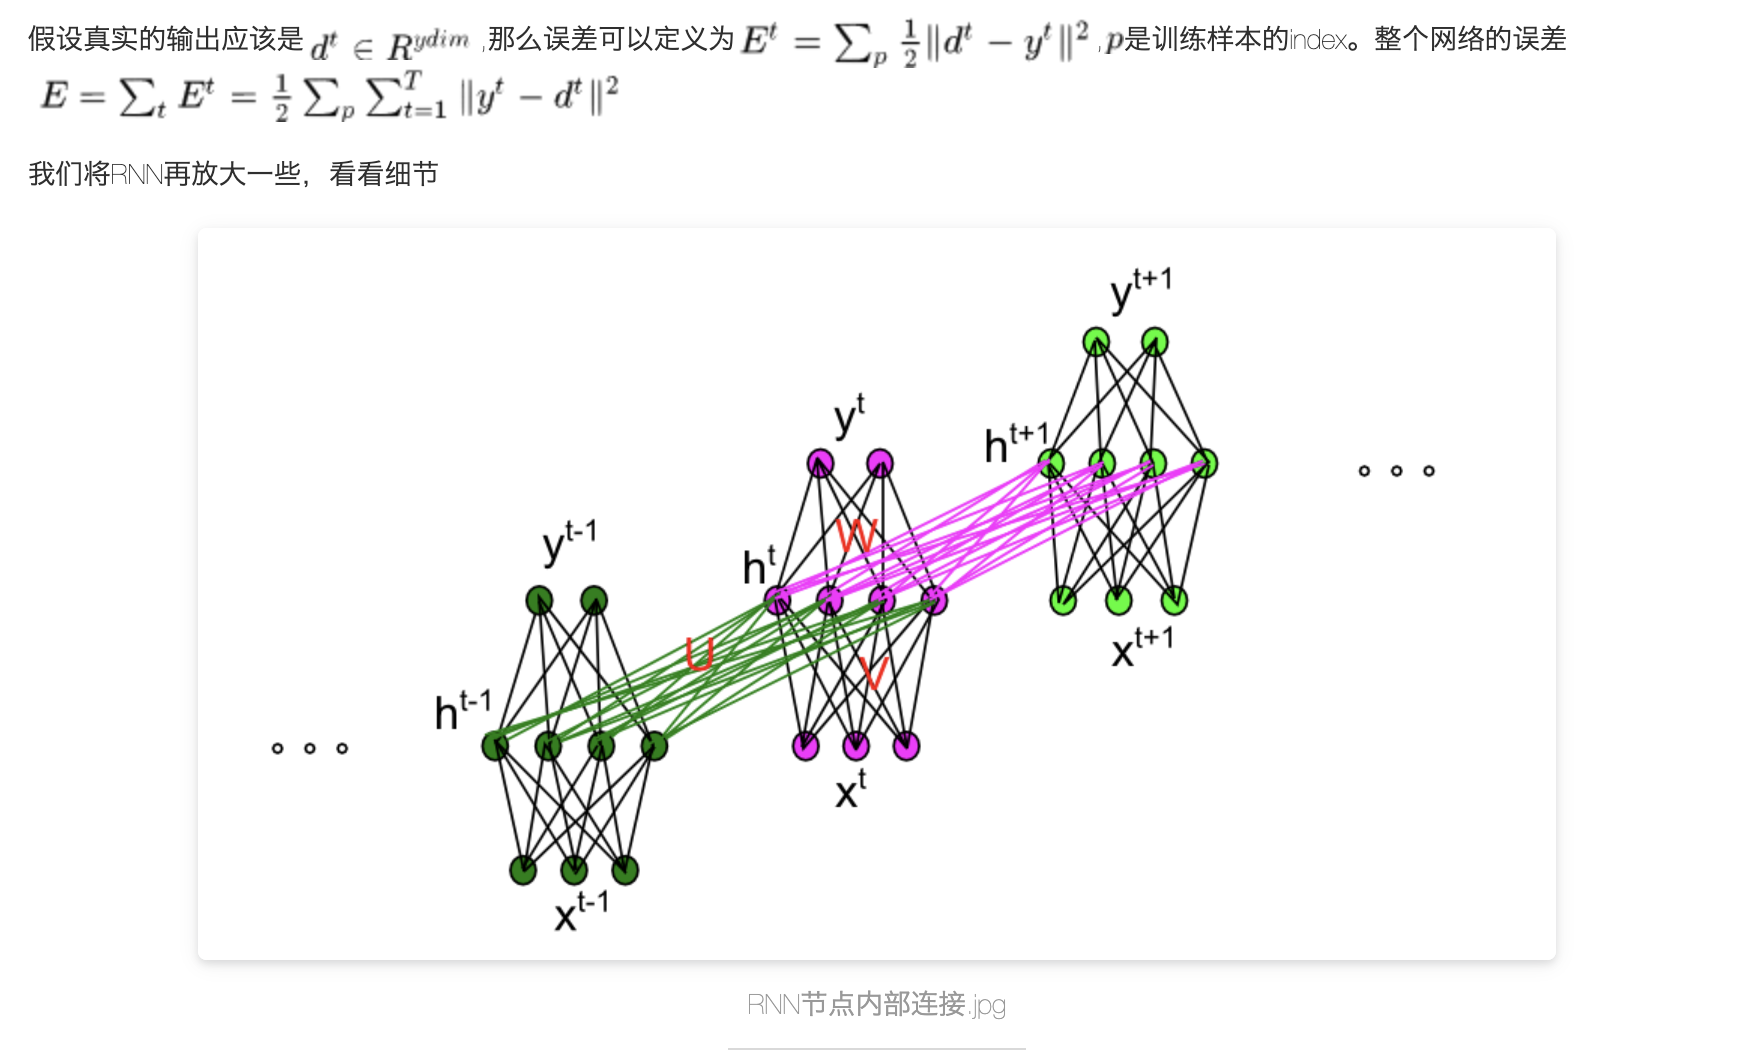 假设真实的输出应该是 $d^t \in R^{ydim}$ ,那么误差可以定义为 $E^t = \sum_p \frac{1}{2}\|d^t - y^t\|^2$ ,p是训练样本的index。整个网络的误差
$E = \sum_t E^t = \frac{1}{2}\sum_p \sum_{t=1}^{T} \|y^t - d^t\|^2$
我们将RNN再放大一些，看看细节
y^{t+1}
y^t
h^{t+1}
W
y^{t-1}
h^t
x^{t+1}
U
V
h^{t-1}
x^t
x^{t-1}
RNN节点内部连接.jpg